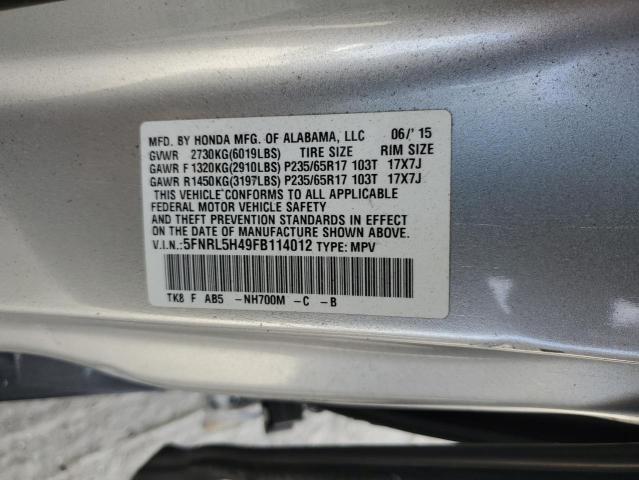 MFD. BY HONDA MFG. OF ALABAMA, LLC 06/'15
GVWR 2730KG(6019LBS) TIRE SIZE RIM SIZE
GAWR F 1320KG(2910LBS) P235/65R17 103T 17X7J
GAWR R1450KG(3197LBS) P235/65R17 103T 17X7J
THIS VEHICLE CONFORMS TO ALL APPLICABLE
FEDERAL MOTOR VEHICLE SAFETY
AND THEFT PREVENTION STANDARDS IN EFFECT
ON THE DATE OF MANUFACTURE SHOWN ABOVE.
V.I.N.: 5FNRL5H49FB114012 TYPE: MPV
TK8 F AB5 -NH700M -C -B